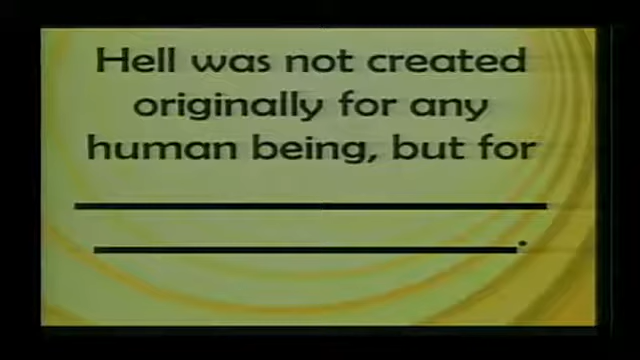 Hell was not created
originally for any
human being, but for
.